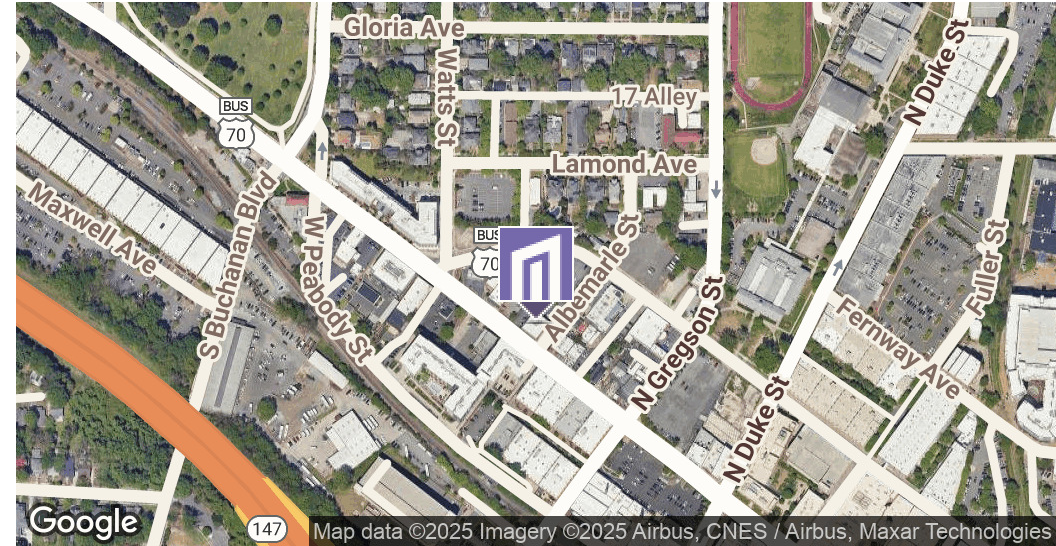 Gloria Ave
Watts St
N Duke St
17 Alley
BUS
70
Lamond Ave
Maxwell Ave
S Buchanan Blvd
W Peabody St
BUS
70
Albemarle St
Fuller St
N Gregson St
Fernway Ave
N Duke St
Google
147
Map data ©2025 Imagery ©2025 Airbus, CNES / Airbus, Maxar Technologies